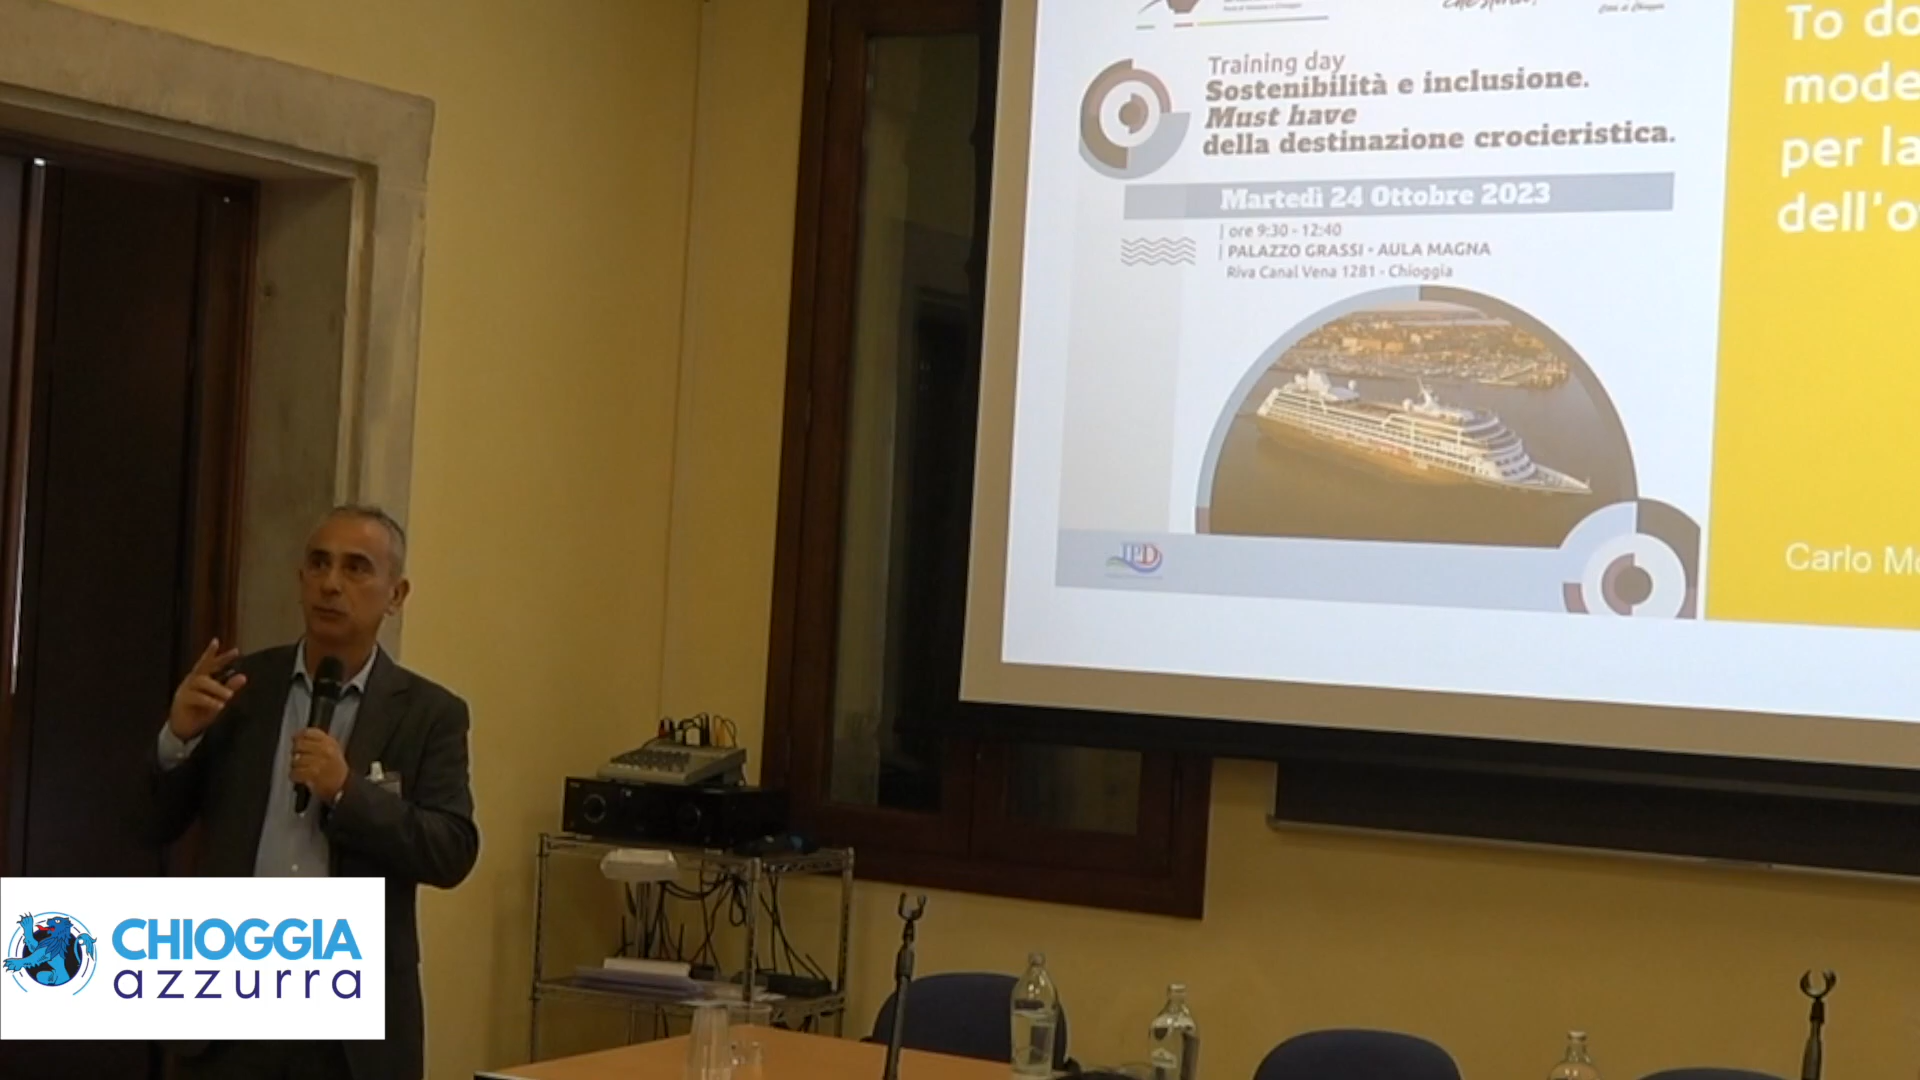 Training day
Sostenibilità e inclusione.
Must have
della destinazione crocieristica.
Martedì 24 Ottobre 2023
ore 9:30 - 12:40
PALAZZO GRASSI - AULA MAGNA
Riva Canal Vena 1281 - Chioggia
To do
mode
per la
dell'o
Carlo Mo
CHIOGGIA
azzurra